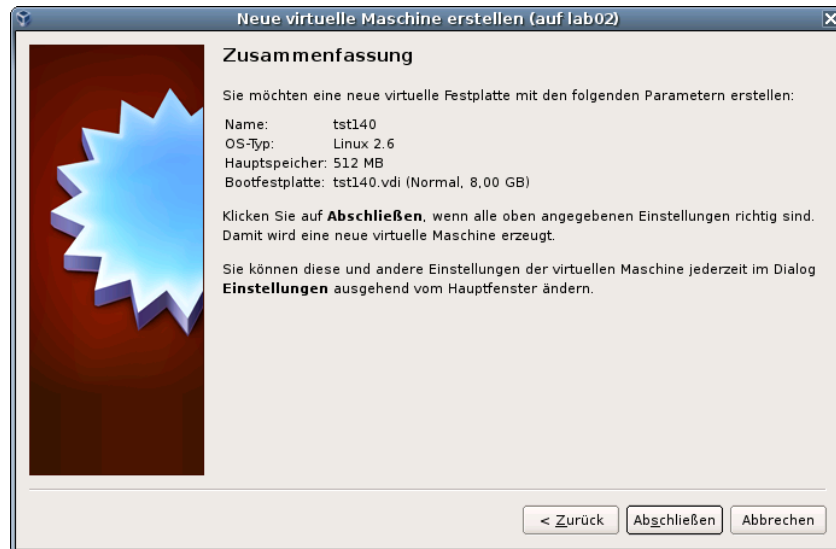 Neue virtuelle Maschine erstellen (auf lab02)
Zusammenfassung
Sie möchten eine neue virtuelle Festplatte mit den folgenden Parametern erstellen:
Name: tst140
OS-Typ: Linux 2.6
Hauptspeicher: 512 MB
Bootfestplatte: tst140.vdi (Normal, 8,00 GB)
Klicken Sie auf Abschließen, wenn alle oben angegebenen Einstellungen richtig sind.
Damit wird eine neue virtuelle Maschine erzeugt.
Sie können diese und andere Einstellungen der virtuellen Maschine jederzeit im Dialog
Einstellungen ausgehend vom Hauptfenster ändern.
< Zurück Abschließen Abbrechen